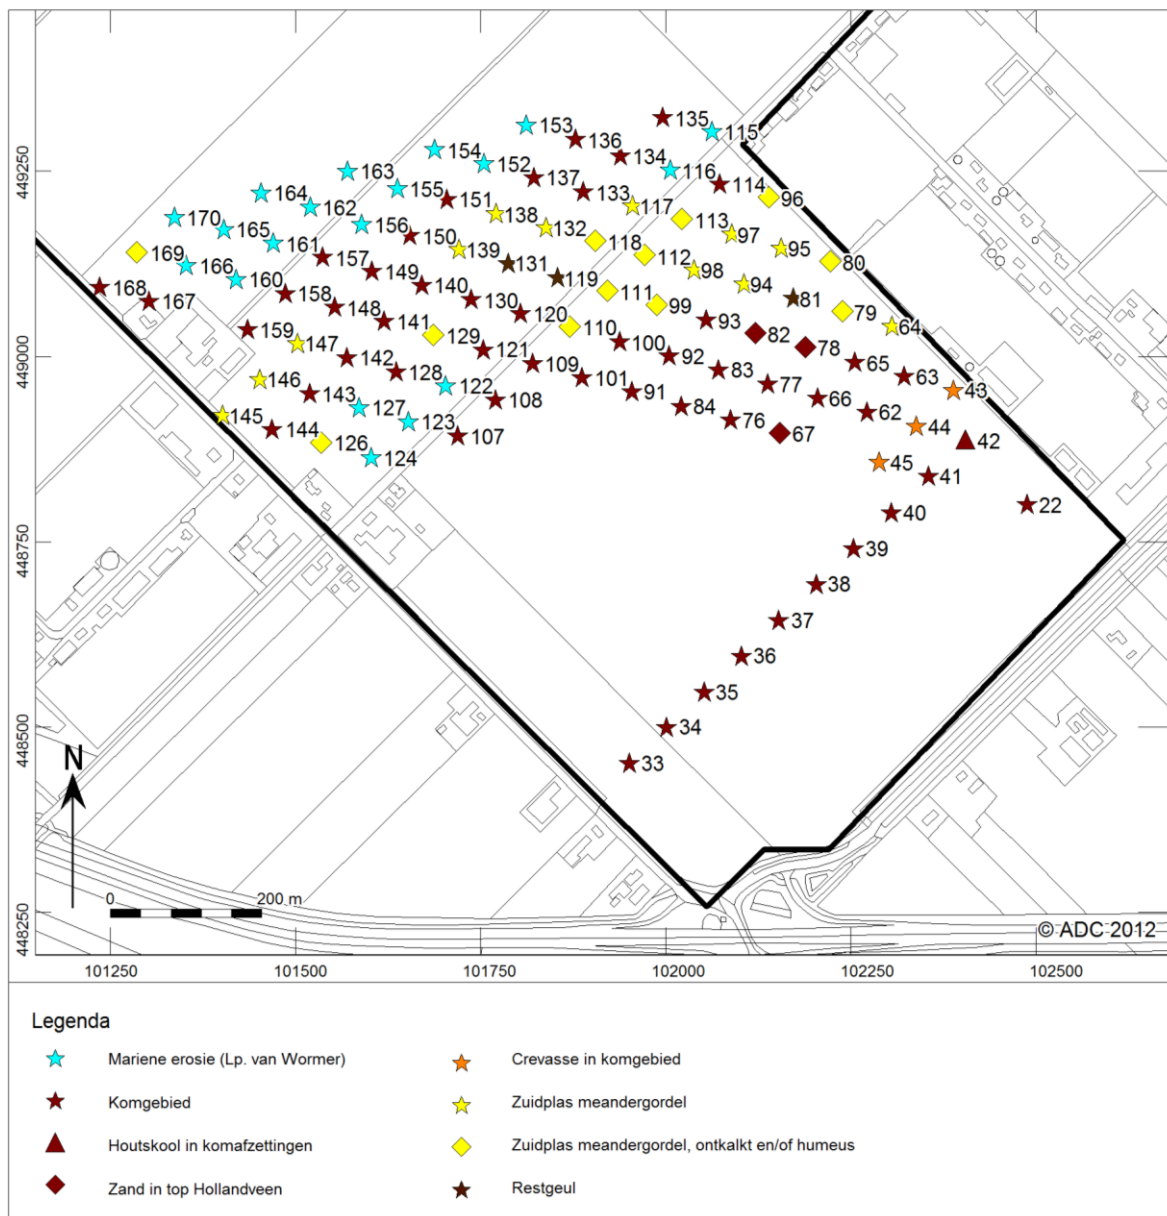 135
153 136 115
154 152 134
163 137 116 114
164 155 151 133 117 96
162 138 113
170 165 156 150 132 118 97 95
161 139 112 80
169 166 157 149 131 119 98 94
160 140 111 81
168 167 158 148 130 99 79
141 120 110 93 64
159 147 129 100 82
142 121 92 78
146 128 109 101 83 65
143 122 91 77 63 43
145 127 108 84 66
144 123 76 62 44
126 107 67 42
124 45 41
22
40
39
38
37
36
35
34
33
449250
449000
448750
448500
448250
N
0 200 m
© ADC 2012
101250 101500 101750 102000 102250 102500
Legenda
Mariene erosie (Lp. van Wormer)
Komgebied
Houtskool in komafzettingen
Zand in top Hollandveen
Crevasse in komgebied
Zuidplas meandergordel
Zuidplas meandergordel, ontkalkt en/of humeus
Restgeul